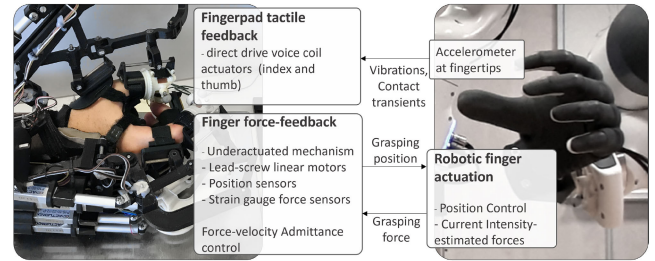 Fingerpad tactile
feedback
- direct drive voice coil
actuators (index and
thumb)
Accelerometer
at fingertips
Vibrations,
Contact
transients
Finger force-feedback
- Underactuated mechanism
- Lead-screw linear motors
- Position sensors
- Strain gauge force sensors
Force-velocity Admittance
control
Grasping
position
Grasping
force
Robotic finger
actuation
- Position Control
- Current Intensity-
estimated forces